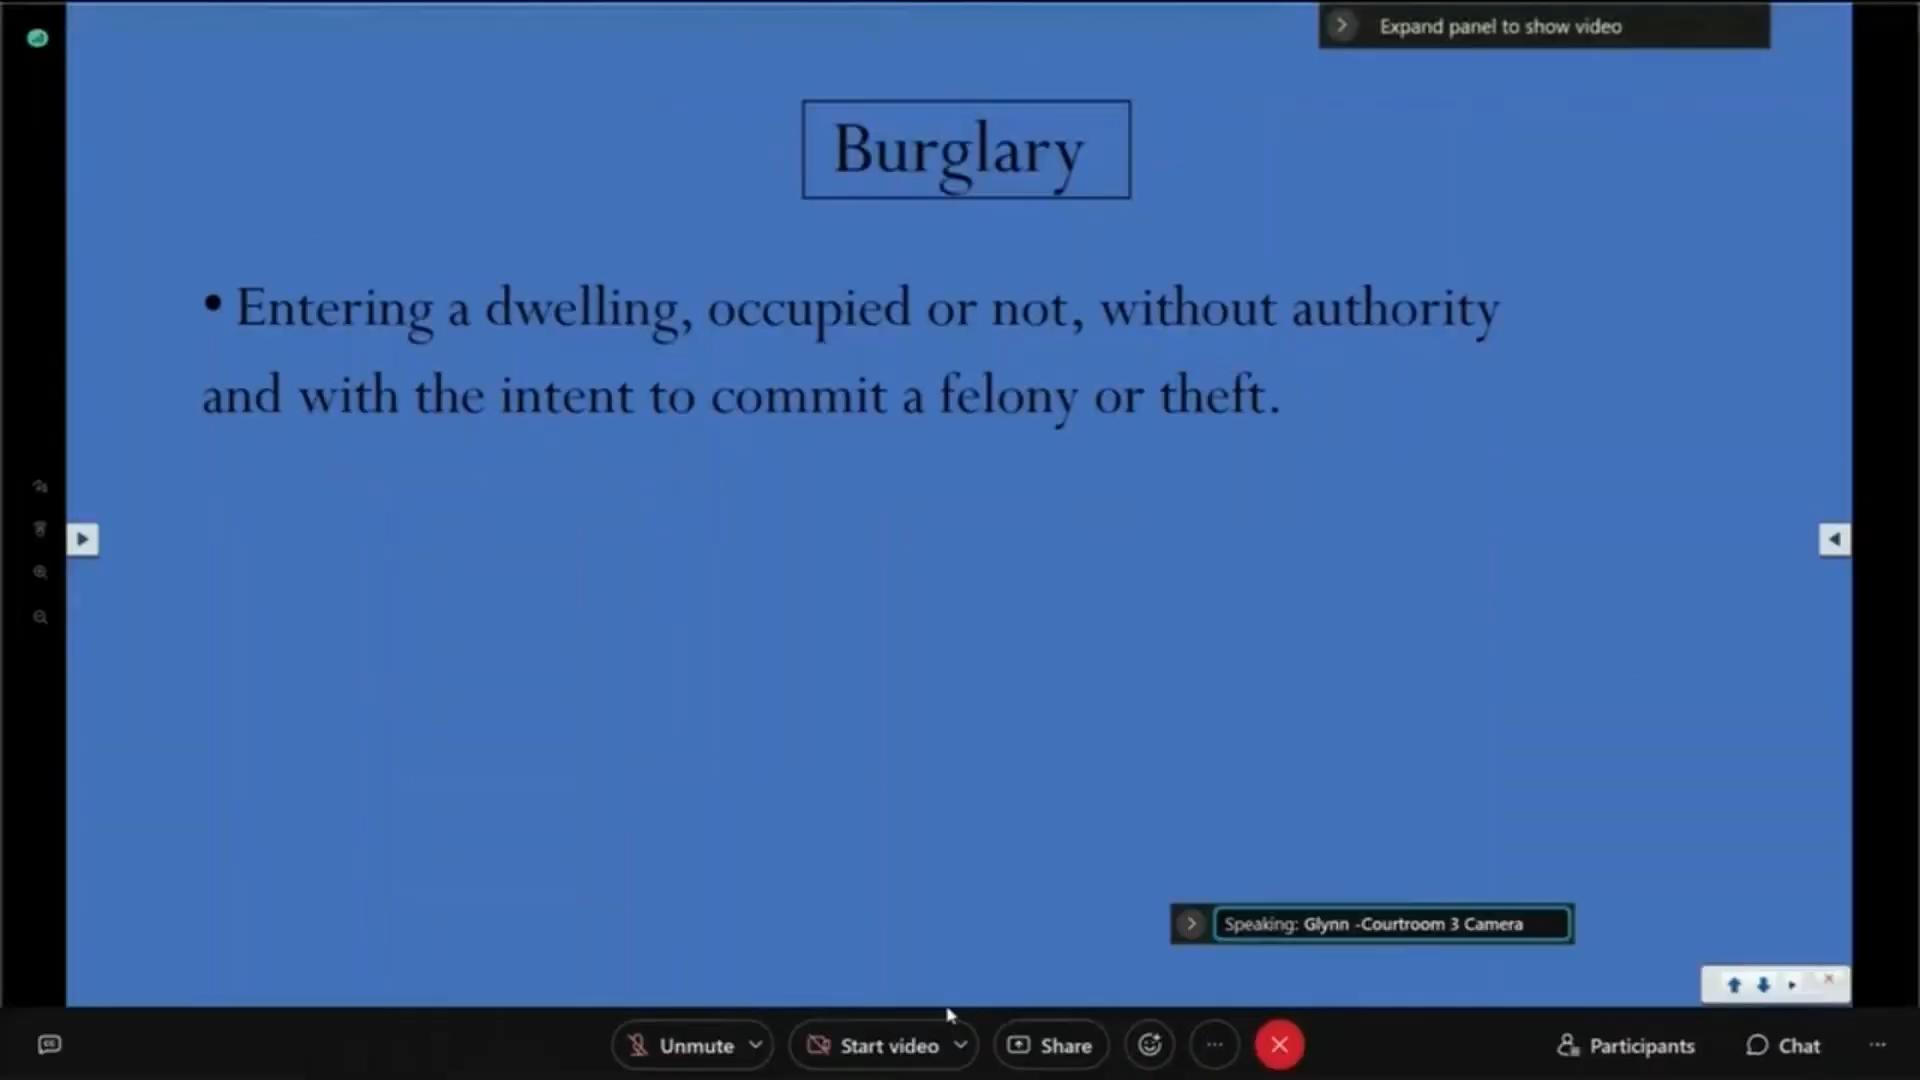 Expand panel to show video
Burglary
• Entering a dwelling, occupied or not, without authority
and with the intent to commit a felony or theft.
Speaking: Glynn -Courtroom 3 Camera
Unmute
Start video
Share
Participants
Chat